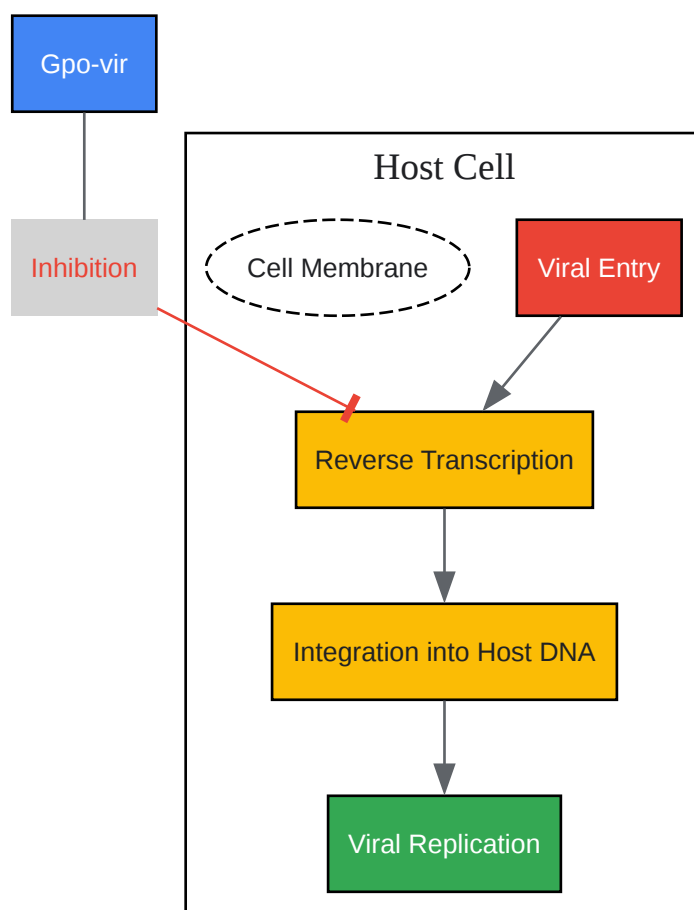 Gpo-vir
Host Cell
Inhibition
Cell Membrane
Viral Entry
Reverse Transcription
Integration into Host DNA
Viral Replication